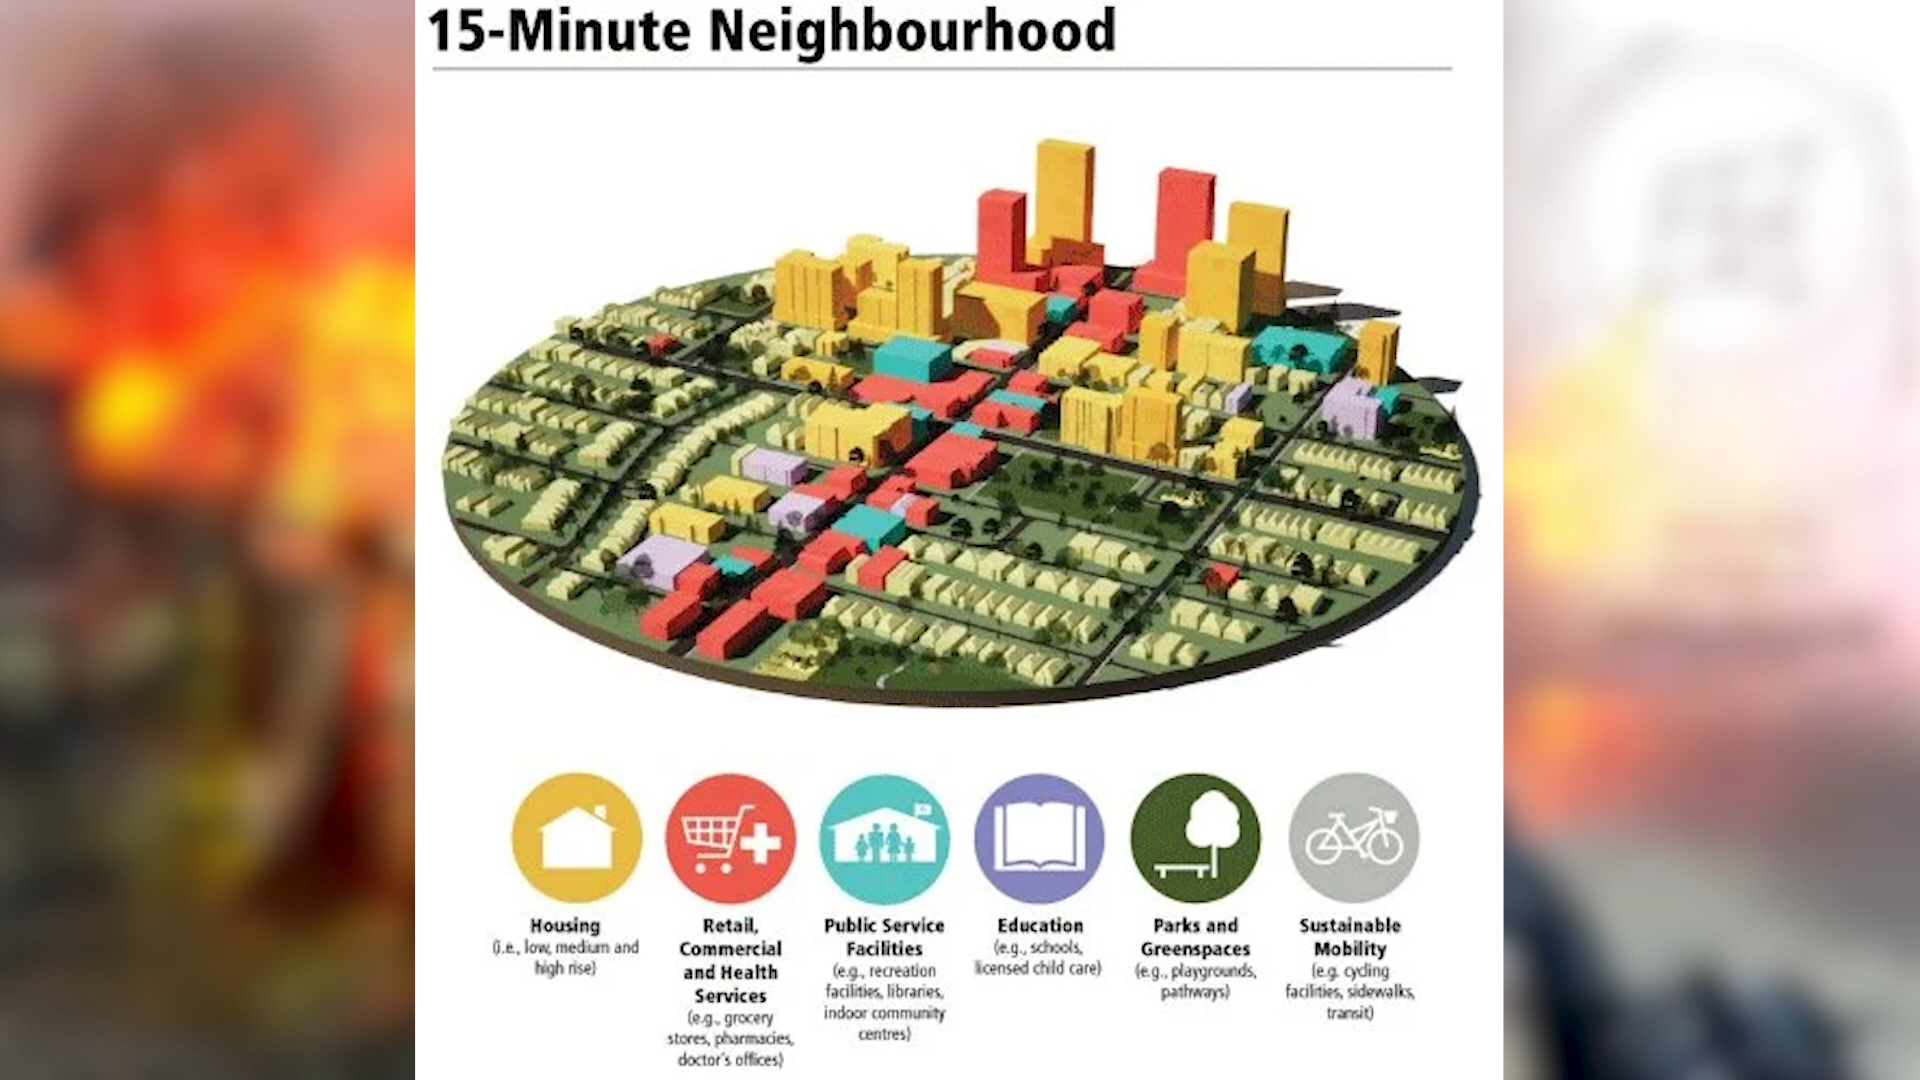 15-Minute Neighbourhood
Housing
(i.e., low, medium and
high rise)
Retail,
Commercial
and Health
Services
(e.g., grocery
stores, pharmacies,
doctor's offices)
Public Service
Facilities
(e.g., recreation
facilities, libraries,
indoor community
centres)
Education
(e.g., schools,
licensed child care)
Parks and
Greenspaces
(e.g., playgrounds,
pathways)
Sustainable
Mobility
(e.g. cycling
facilities, sidewalks,
transit)